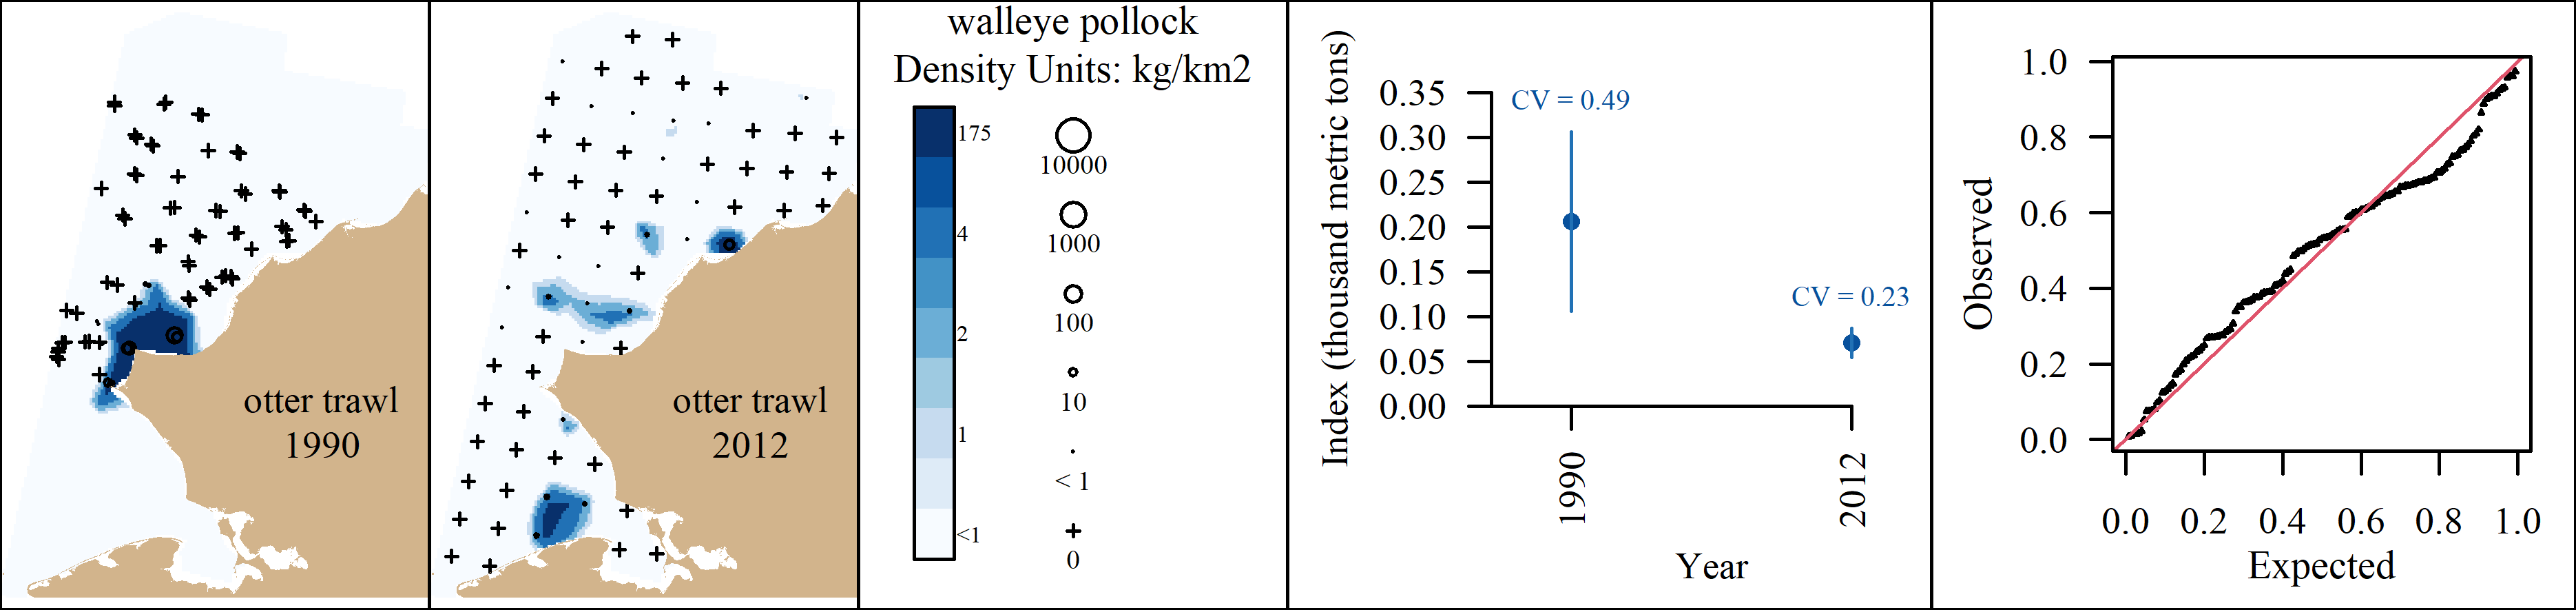 otter trawl
1990
otter trawl
2012
walleye pollock
Density Units: kg/km2
175
4
2
1
<1
10000
1000
100
10
< 1
0
Index (thousand metric tons)
0.35
0.30
0.25
0.20
0.15
0.10
0.05
0.00
CV = 0.49
CV = 0.23
1990
2012
Year
Observed
1.0
0.8
0.6
0.4
0.2
0.0
0.0 0.2 0.4 0.6 0.8 1.0
Expected